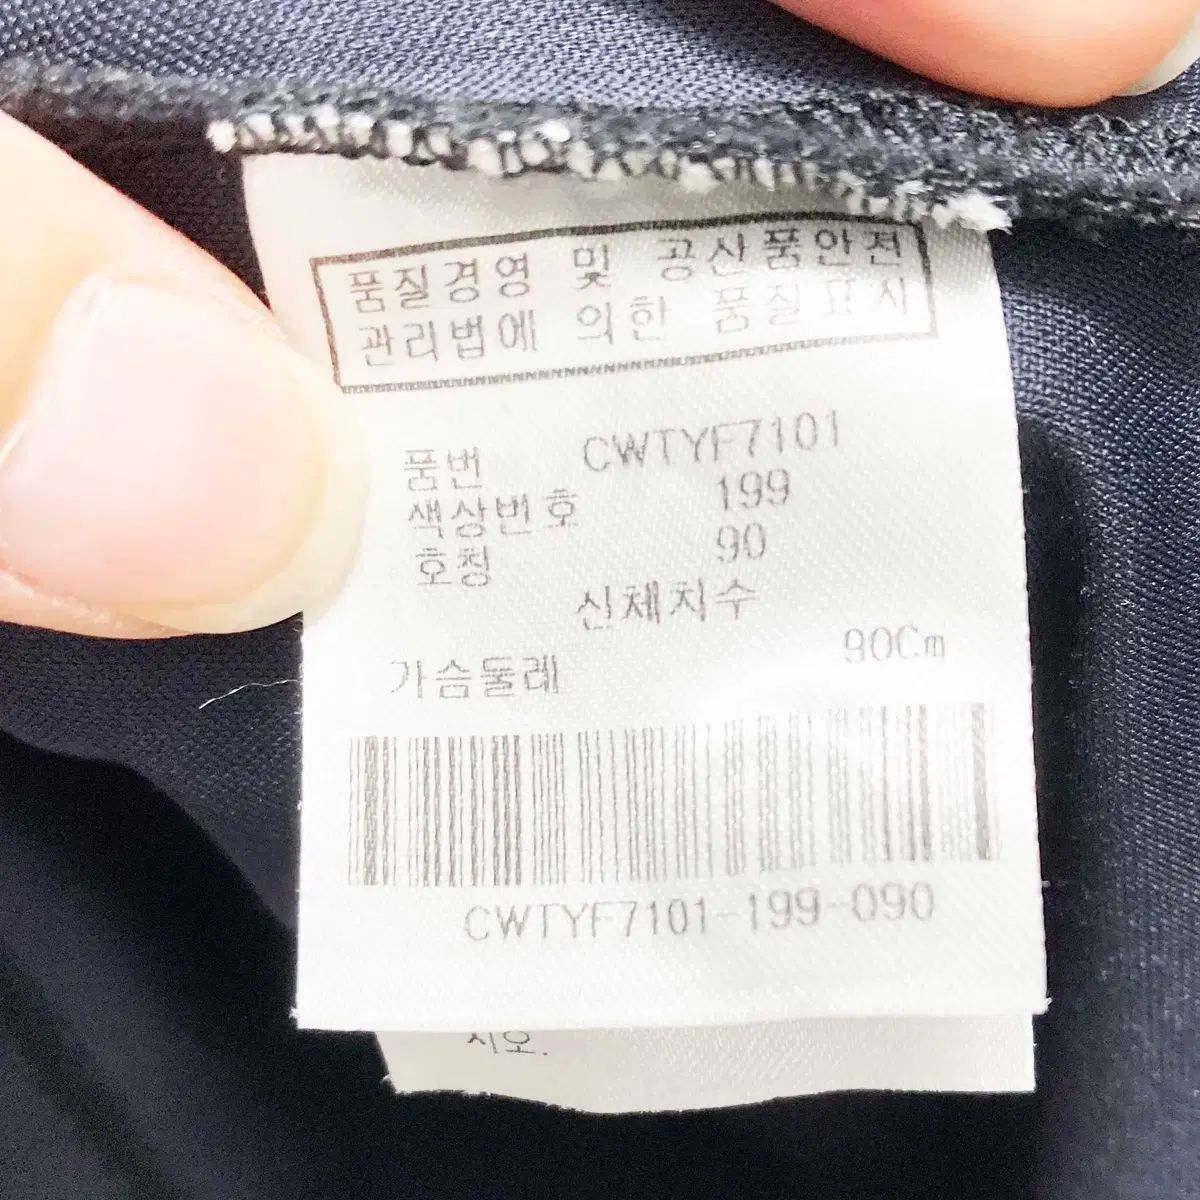 품질경영 및 공산품안전
관리법에 의한 품질표시
품번 CWTYF7101
색상번호 199
호칭 90
신체치수
가슴둘레 90Cm
CWTYF7101-199-090
시오.